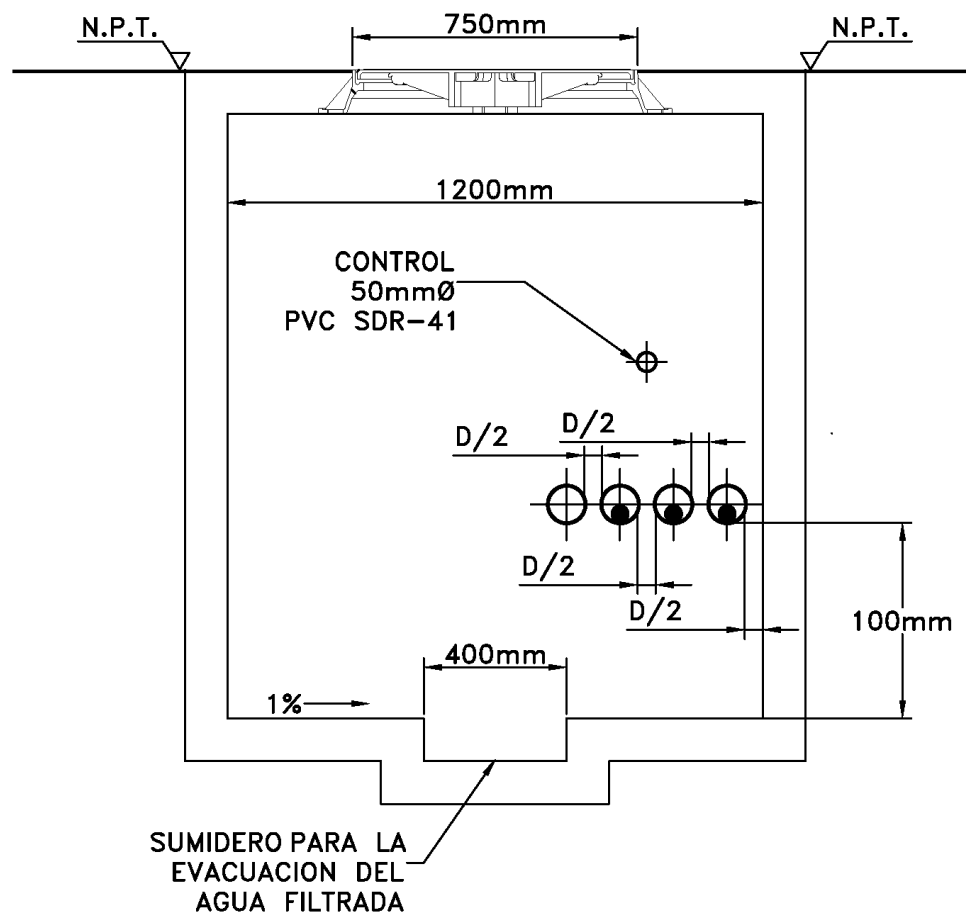 N.P.T.
750mm
N.P.T.
1200mm
CONTROL
50mmØ
PVC SDR-41
D/2
D/2
D/2
D/2
100mm
400mm
1%
SUMIDERO PARA LA
EVACUACION DEL
AGUA FILTRADA